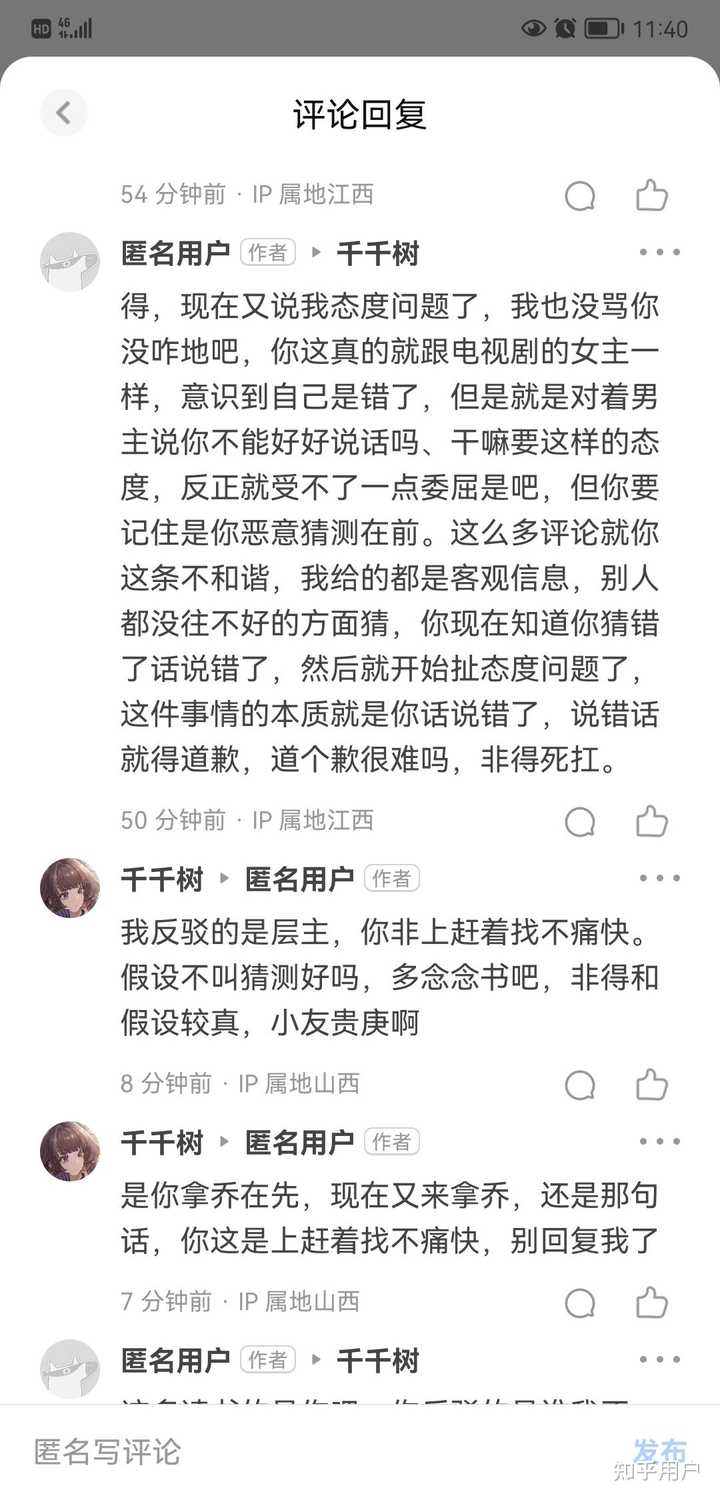 HD 4G 11:40
评论回复
54 分钟前 · IP 属地江西
匿名用户 作者 千千树
得，现在又说我态度问题了，我也没骂你
没咋地吧，你这真的就跟电视剧的女主一
样，意识到自己是错了，但是就是对着男
主说你不能好好说话吗、干嘛要这样的态
度，反正就受不了一点委屈是吧，但你要
记住是你恶意猜测在前。这么多评论就你
这条不和谐，我给的都是客观信息，别人
都没往不好的方面猜，你现在知道你猜错
了话说错了，然后就开始扯态度问题了，
这件事情的本质就是你话说错了，说错话
就得道歉，道个歉很难吗，非得死扛。
50 分钟前 · IP 属地江西
千千树 匿名用户 作者
我反驳的是层主，你非上赶着找不痛快。
假设不叫猜测好吗，多念念书吧，非得和
假设较真，小友贵庚啊
8 分钟前 · IP 属地山西
千千树 匿名用户 作者
是你拿乔在先，现在又来拿乔，还是那句
话，你这是上赶着找不痛快，别回复我了
7 分钟前 · IP 属地山西
匿名用户 作者 千千树
匿名写评论
发布
知乎用户